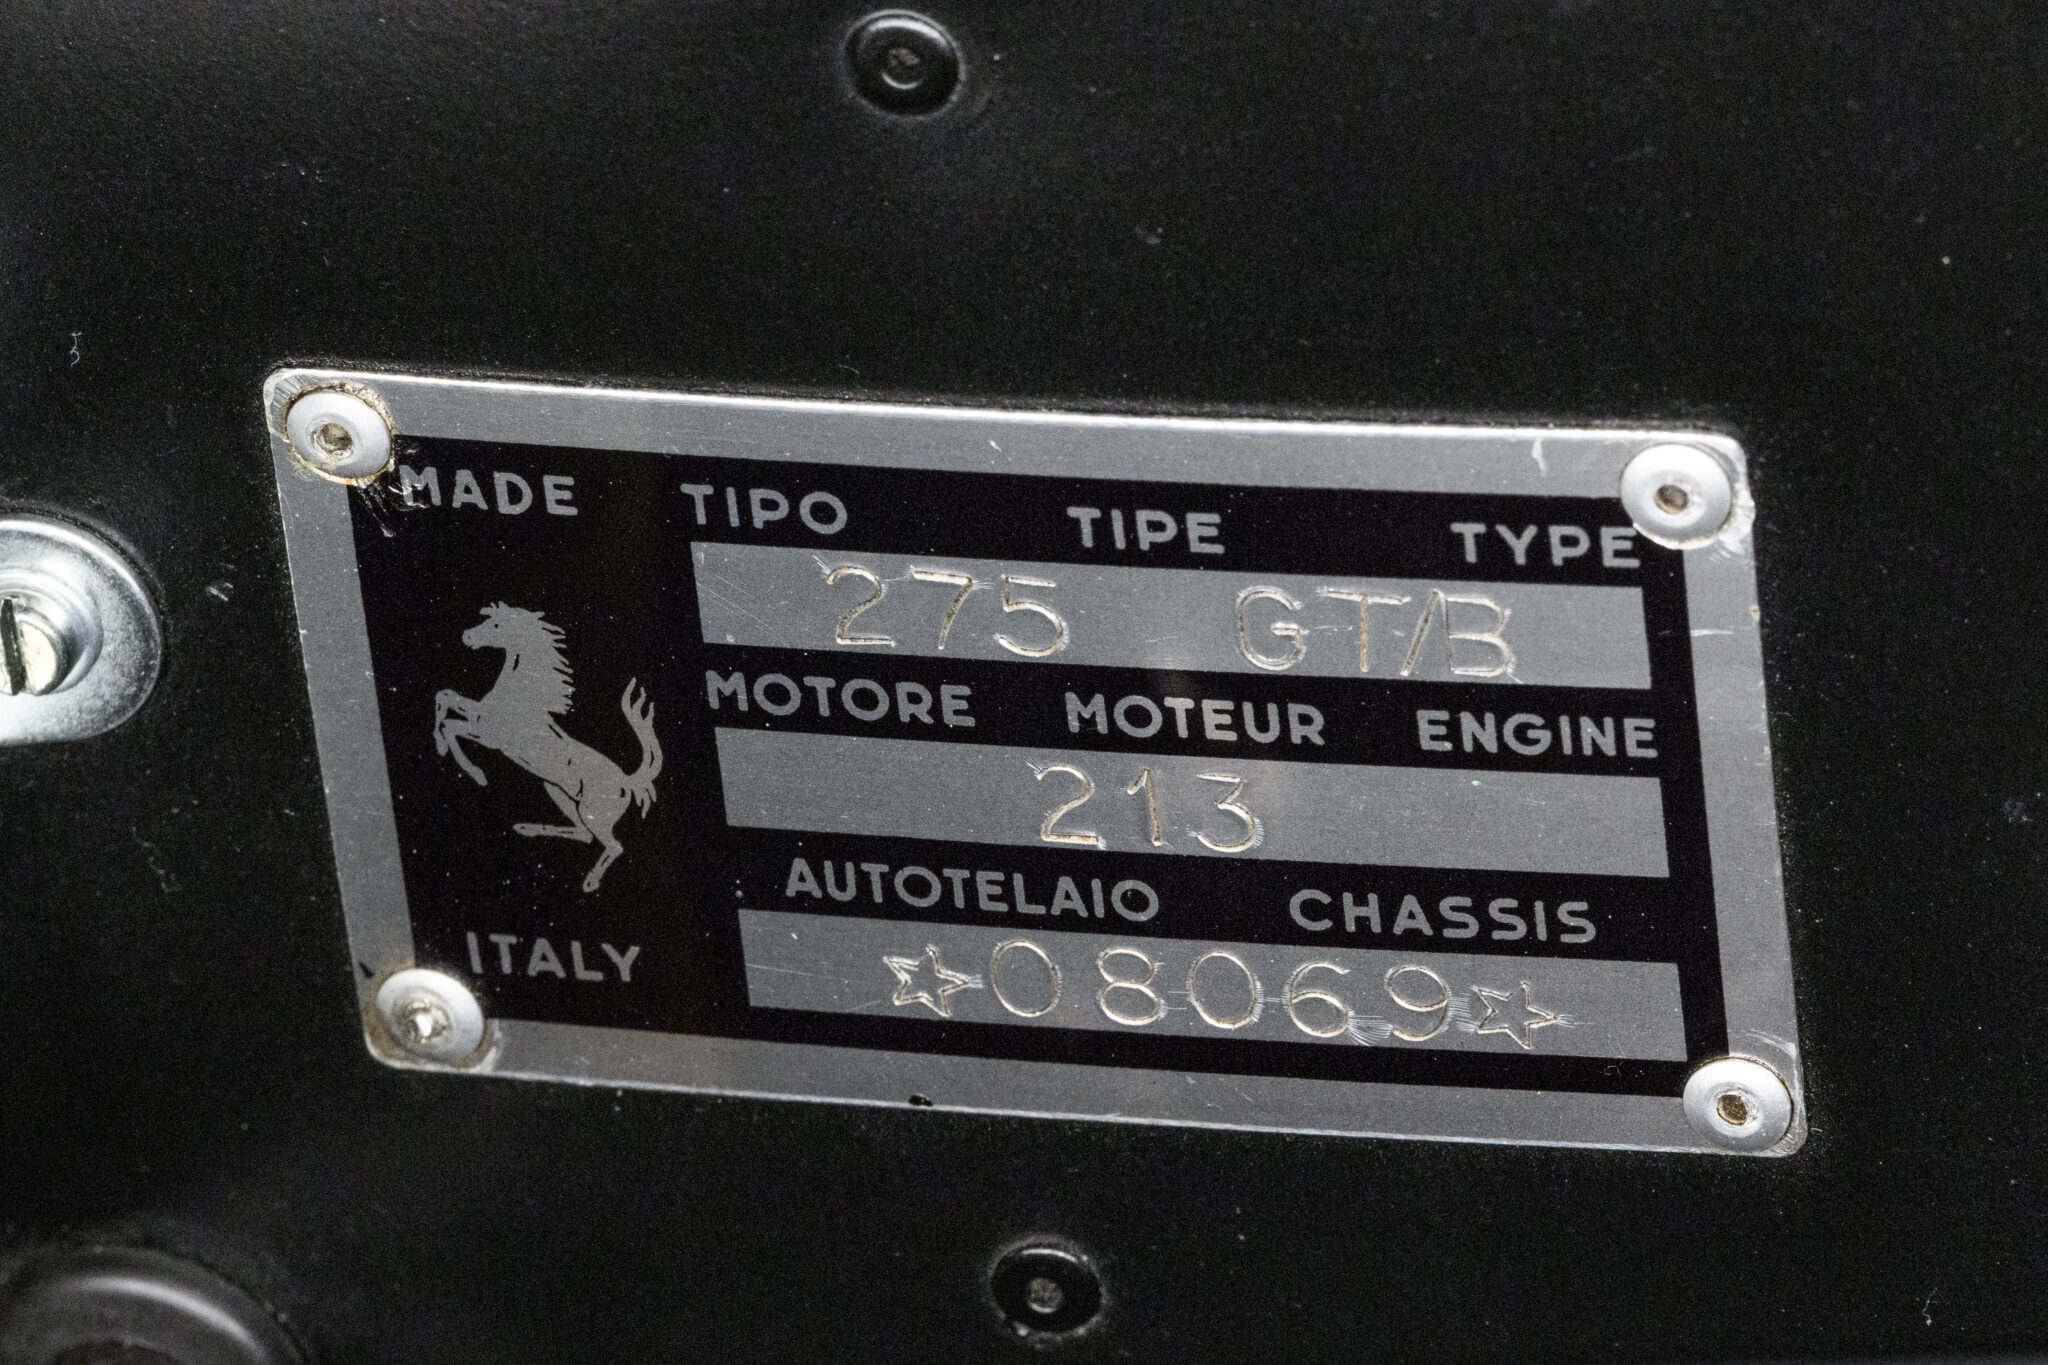 MADE TIPO TIPE TYPE
275 GT/B
MOTORE MOTEUR ENGINE
213
AUTOTELAIO CHASSIS
ITALY ☆08069☆